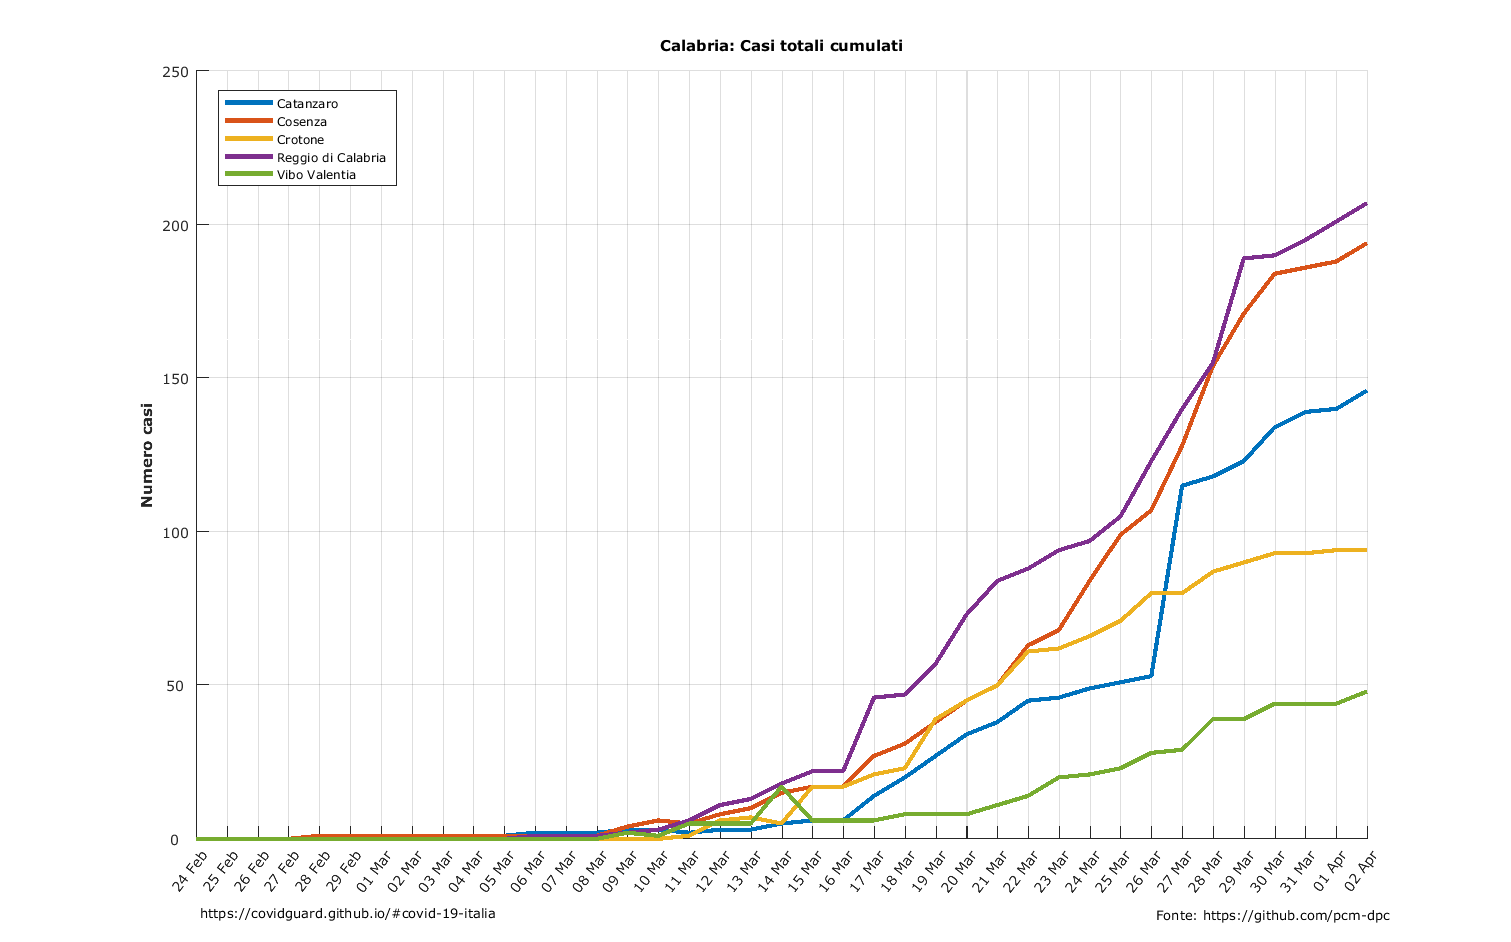 Calabria: Casi totali cumulati
250
200
150
100
50
0
Numero casi
Catanzaro
Cosenza
Crotone
Reggio di Calabria
Vibo Valentia
24 Feb
25 Feb
26 Feb
27 Feb
28 Feb
29 Feb
01 Mar
02 Mar
03 Mar
04 Mar
05 Mar
06 Mar
07 Mar
08 Mar
09 Mar
10 Mar
11 Mar
12 Mar
13 Mar
14 Mar
15 Mar
16 Mar
17 Mar
18 Mar
19 Mar
20 Mar
21 Mar
22 Mar
23 Mar
24 Mar
25 Mar
26 Mar
27 Mar
28 Mar
29 Mar
30 Mar
31 Mar
01 Apr
02 Apr
https://covidguard.github.io/#covid-19-italia
Fonte: https://github.com/pcm-dpc